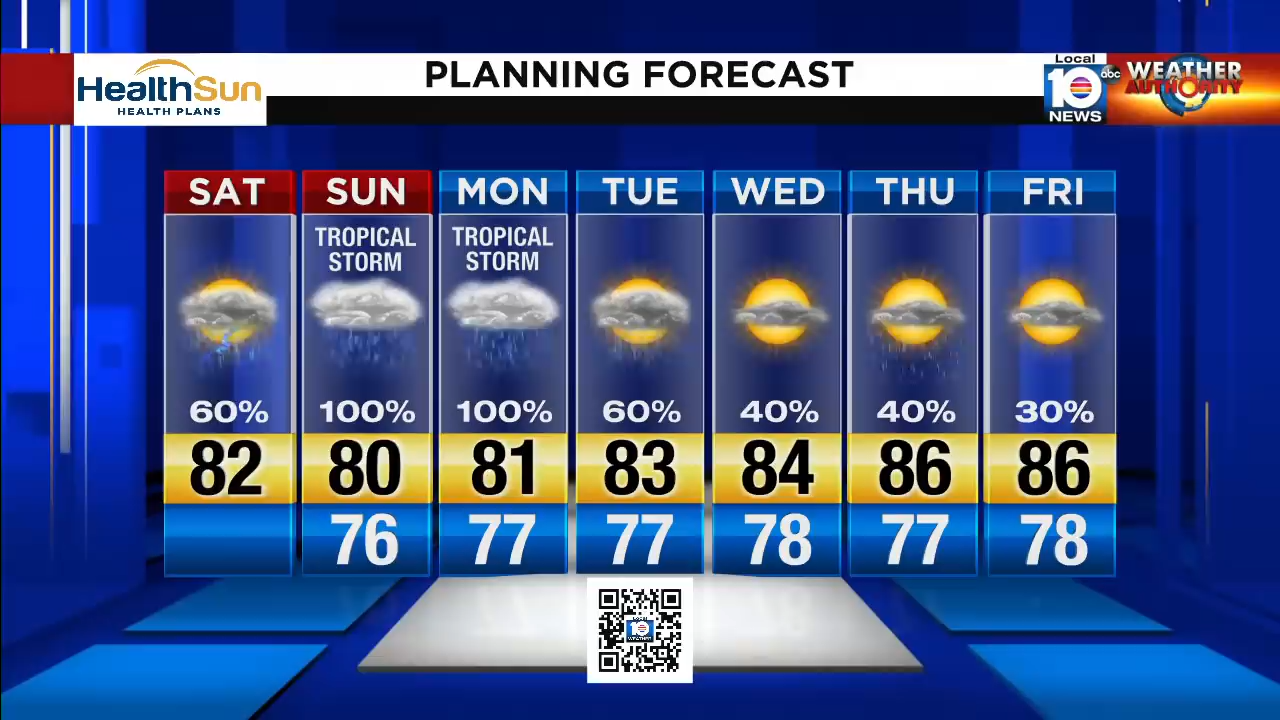 HealthSun
HEALTH PLANS
PLANNING FORECAST
Local
10
NEWS
abc
WEATHER
AUTHORITY
SAT SUN MON TUE WED THU FRI
TROPICAL STORM TROPICAL STORM
60% 100% 100% 60% 40% 40% 30%
82 80 81 83 84 86 86
76 77 77 78 77 78
10